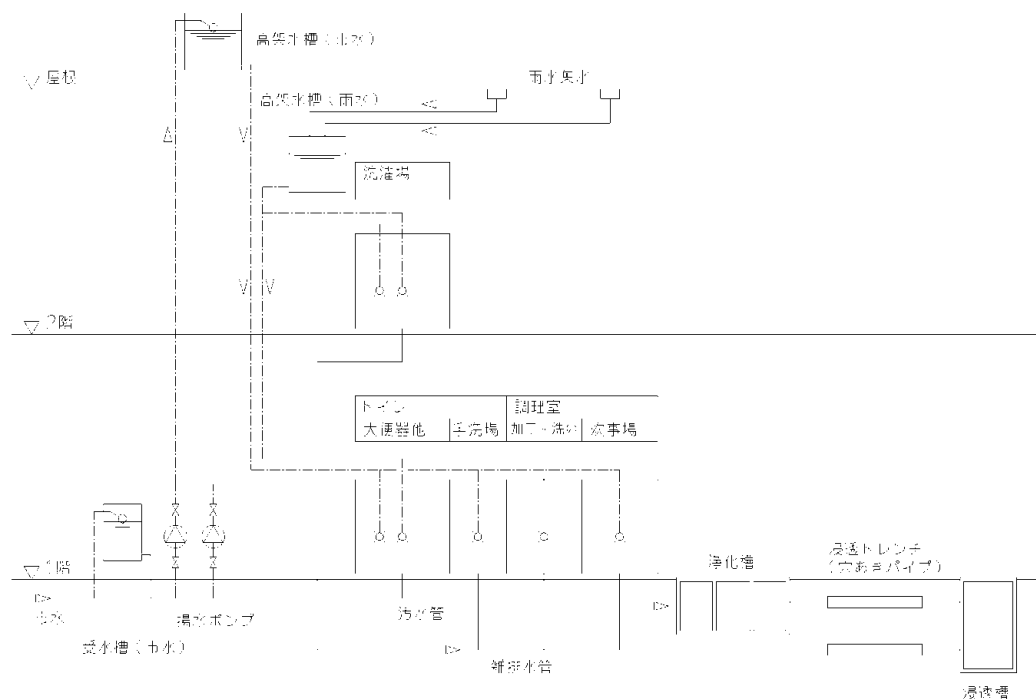 高架水槽（市水）
屋根
雨水集水
高架水槽（雨水）
洗濯場
2階
トイレ
調理室
大便器他
手洗場
加工・洗い
炊事場
浄化槽
浸透トレンチ
（穴あきパイプ）
1階
市水
揚水ポンプ
汚水管
受水槽（市水）
雑排水管
浸透槽